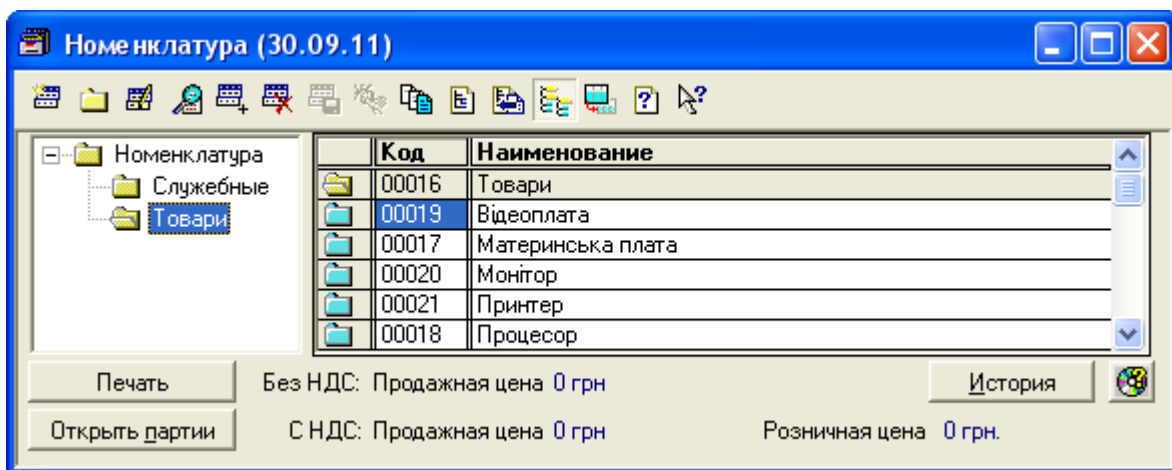 Номенклатура (30.09.11)
Номенклатура
Служебные
Товари
Код Наименование
00016 Товари
00019 Відеоплата
00017 Материнська плата
00020 Монітор
00021 Принтер
00018 Процесор
Печать Без НДС: Продажная цена 0 грн История
Открыть партии С НДС: Продажная цена 0 грн Розничная цена 0 грн.